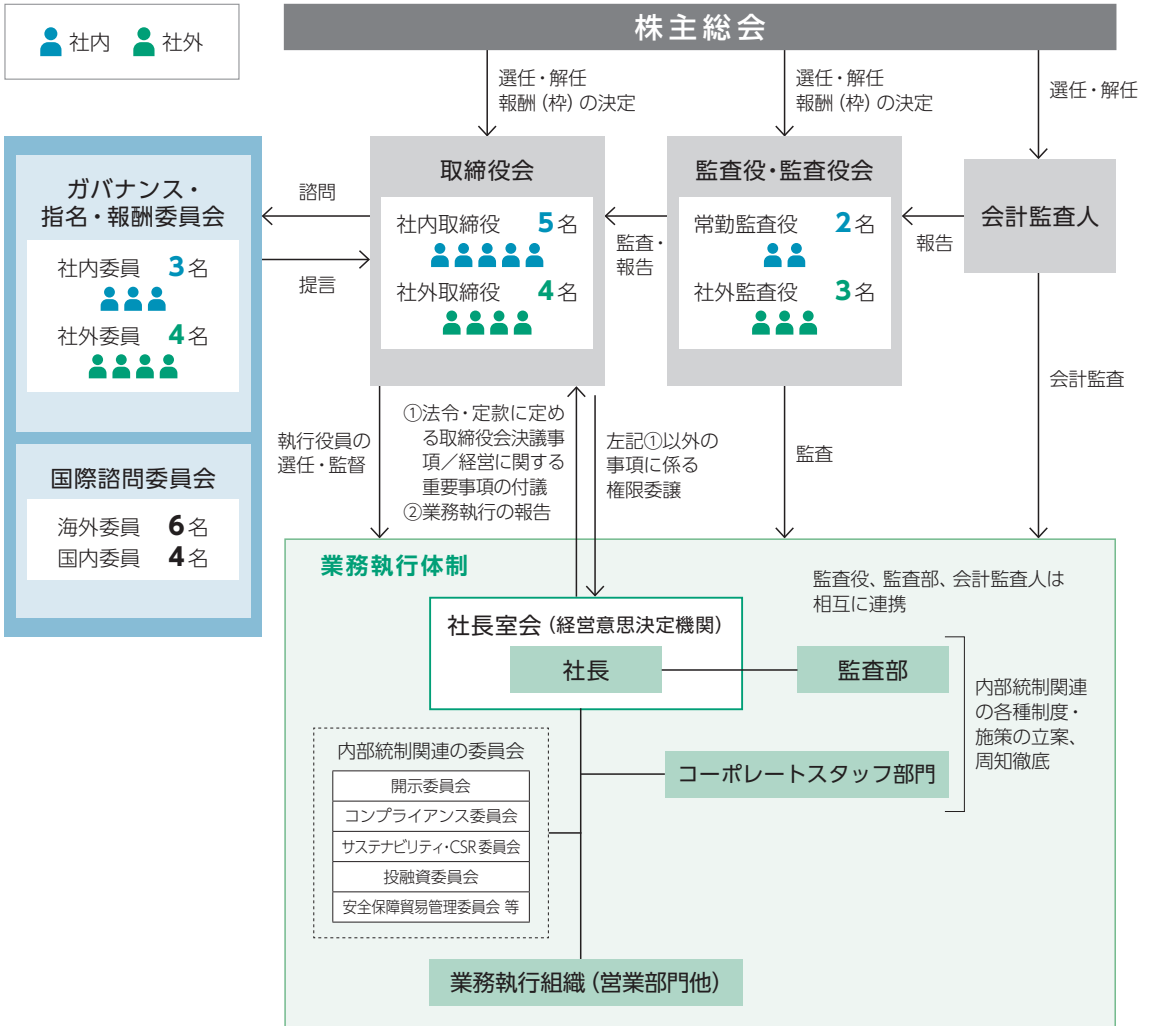 社内 社外
株主総会
選任・解任
報酬(枠)の決定
選任・解任
報酬(枠)の決定
選任・解任
ガバナンス・
指名・報酬委員会
社内委員 3名
社外委員 4名
国際諮問委員会
海外委員 6名
国内委員 4名
諮問
提言
取締役会
社内取締役 5名
社外取締役 4名
監査・
報告
監査役・監査役会
常勤監査役 2名
社外監査役 3名
報告
会計監査人
執行役員の
選任・監督
①法令・定款に定め
る取締役会決議事
項/経営に関する
重要事項の付議
②業務執行の報告
左記①以外の
事項に係る
権限委譲
監査
会計監査
業務執行体制
監査役、監査部、会計監査人は
相互に連携
社長室会(経営意思決定機関)
社長
監査部
コーポレートスタッフ部門
内部統制関連
の各種制度・
施策の立案、
周知徹底
内部統制関連の委員会
開示委員会
コンプライアンス委員会
サステナビリティ・CSR委員会
投融資委員会
安全保障貿易管理委員会 等
業務執行組織(営業部門他)